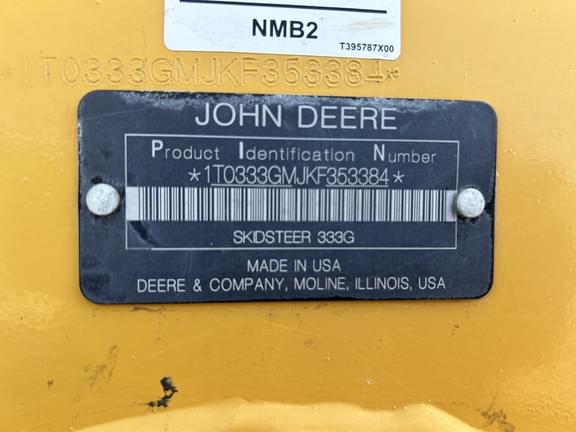 NMB2
T395787X00
1T0333GMJKF353384*
JOHN DEERE
Product Identification Number
*1T0333GMJKF353384*
SKIDSTEER 333G
MADE IN USA
DEERE & COMPANY, MOLINE, ILLINOIS, USA